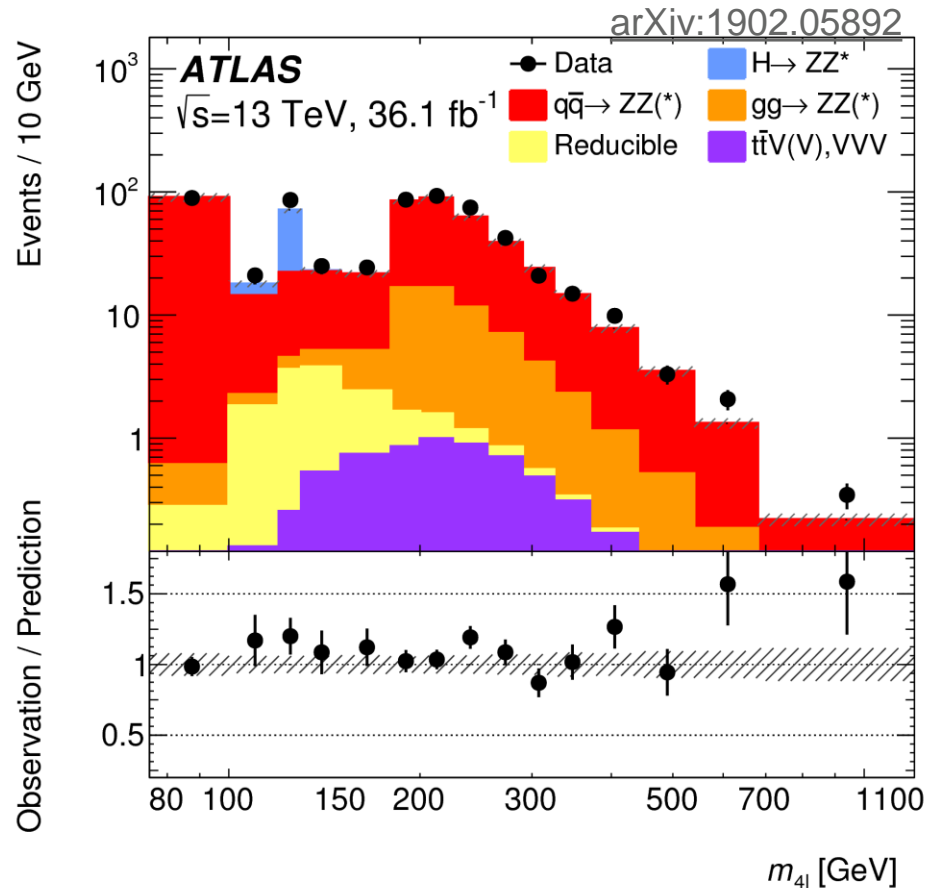 arXiv:1902.05892
Events / 10 GeV
10³
10²
10
1
ATLAS
√s=13 TeV, 36.1 fb⁻¹
Data
H→ ZZ*
qq̄→ ZZ(*)
gg→ ZZ(*)
Reducible
tt̄V(V),VVV
Observation / Prediction
1.5
1
0.5
80 100 150 200 300 500 700 1100
m₄ₗ [GeV]